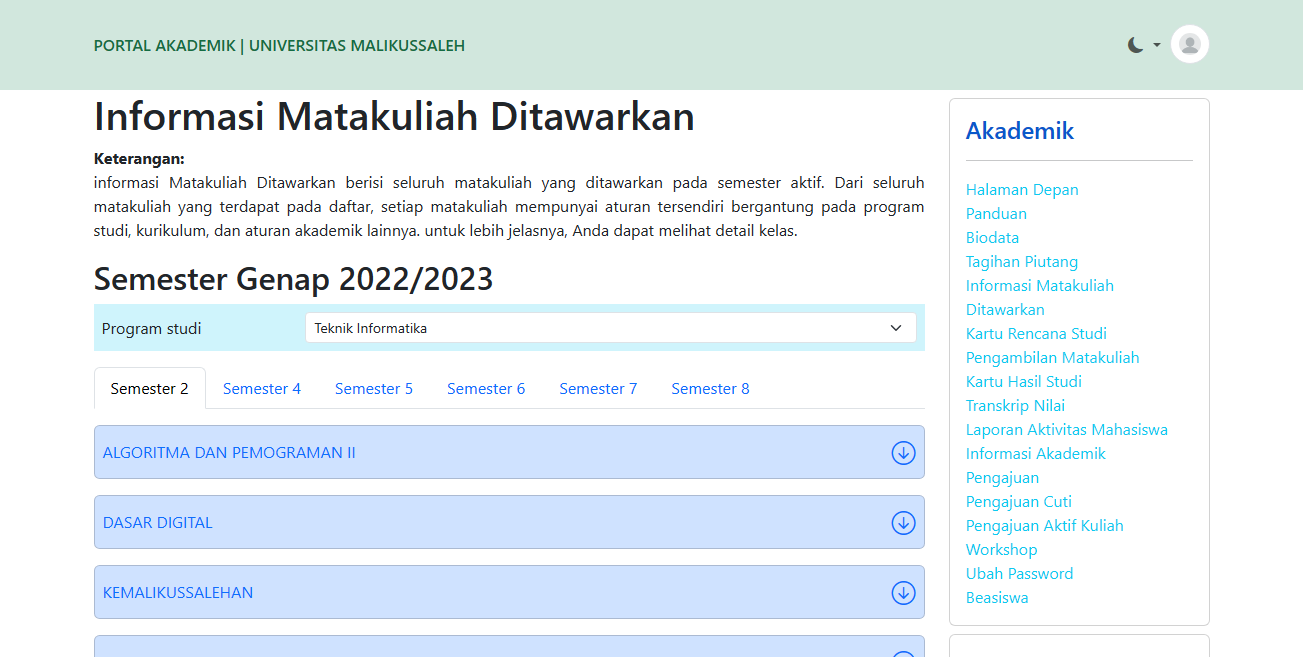 PORTAL AKADEMIK | UNIVERSITAS MALIKUSSALEH
Informasi Matakuliah Ditawarkan
Keterangan:
informasi Matakuliah Ditawarkan berisi seluruh matakuliah yang ditawarkan pada semester aktif. Dari seluruh
matakuliah yang terdapat pada daftar, setiap matakuliah mempunyai aturan tersendiri bergantung pada program
studi, kurikulum, dan aturan akademik lainnya. untuk lebih jelasnya, Anda dapat melihat detail kelas.
Semester Genap 2022/2023
Program studi Teknik Informatika
Semester 2 Semester 4 Semester 5 Semester 6 Semester 7 Semester 8
ALGORITMA DAN PEMOGRAMAN II
DASAR DIGITAL
KEMALIKUSSALEHAN
Akademik
Halaman Depan
Panduan
Biodata
Tagihan Piutang
Informasi Matakuliah
Ditawarkan
Kartu Rencana Studi
Pengambilan Matakuliah
Kartu Hasil Studi
Transkrip Nilai
Laporan Aktivitas Mahasiswa
Informasi Akademik
Pengajuan
Pengajuan Cuti
Pengajuan Aktif Kuliah
Workshop
Ubah Password
Beasiswa